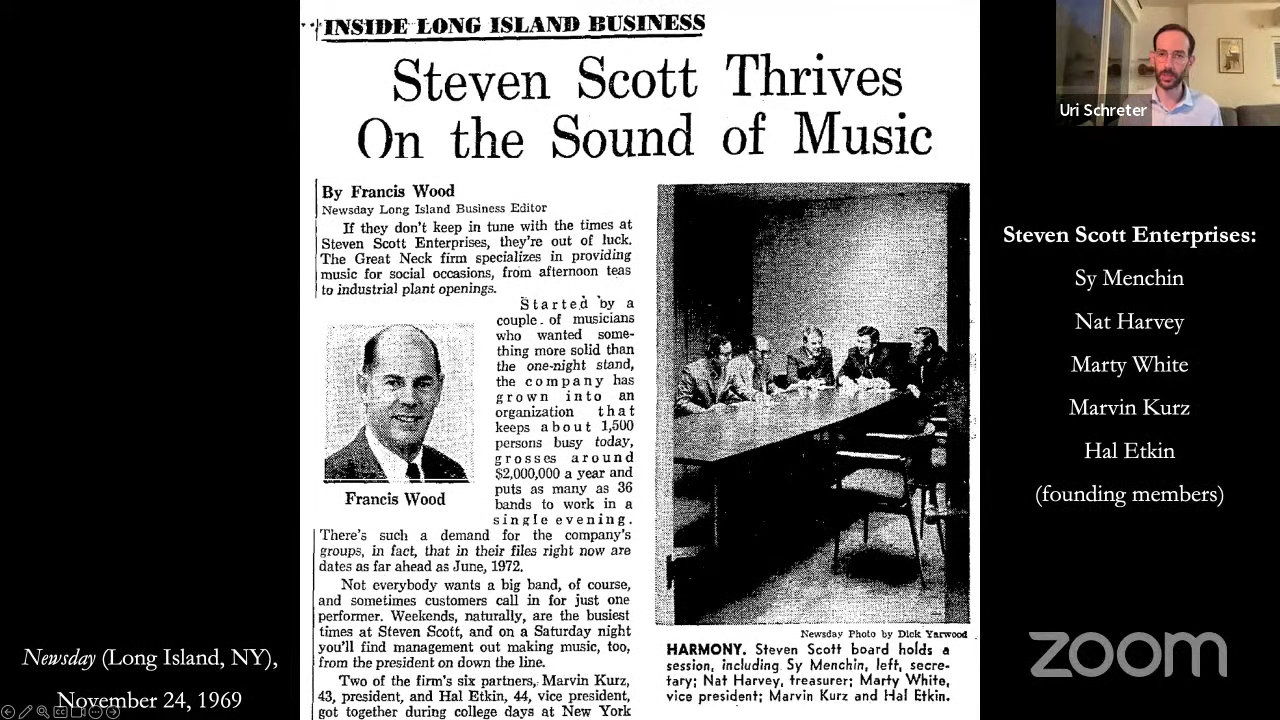 INSIDE LONG ISLAND BUSINESS
Steven Scott Thrives
On the Sound of Music
By Francis Wood
Newsday Long Island Business Editor
If they don't keep in tune with the times at
Steven Scott Enterprises, they're out of luck.
The Great Neck firm specializes in providing
music for social occasions, from afternoon teas
to industrial plant openings.
Started by a
couple of musicians
who wanted some-
thing more solid than
the one-night stand,
the company has
grown into an
organization that
keeps about 1,500
persons busy today,
grosses around
$2,000,000 a year and
puts as many as 36
bands to work in a
single evening.
Francis Wood
There's such a demand for the company's
groups, in fact, that in their files right now are
dates as far ahead as June, 1972.
Not everybody wants a big band, of course,
and sometimes customers call in for just one
performer. Weekends, naturally, are the busiest
times at Steven Scott, and on a Saturday night
you'll find management out making music, too,
from the president on down the line.
Two of the firm's six partners, Marvin Kurz,
43, president, and Hal Etkin, 44, vice president,
got together during college days at New York
Newsday Photo by Dick Yarwood
HARMONY. Steven Scott board holds a
session, including Sy Menchin, left, secre-
tary; Nat Harvey, treasurer; Marty White,
vice president; Marvin Kurz and Hal Etkin.
Uri Schreter
Steven Scott Enterprises:
Sy Menchin
Nat Harvey
Marty White
Marvin Kurz
Hal Etkin
(founding members)
Newsday (Long Island, NY),
November 24, 1969
zoom